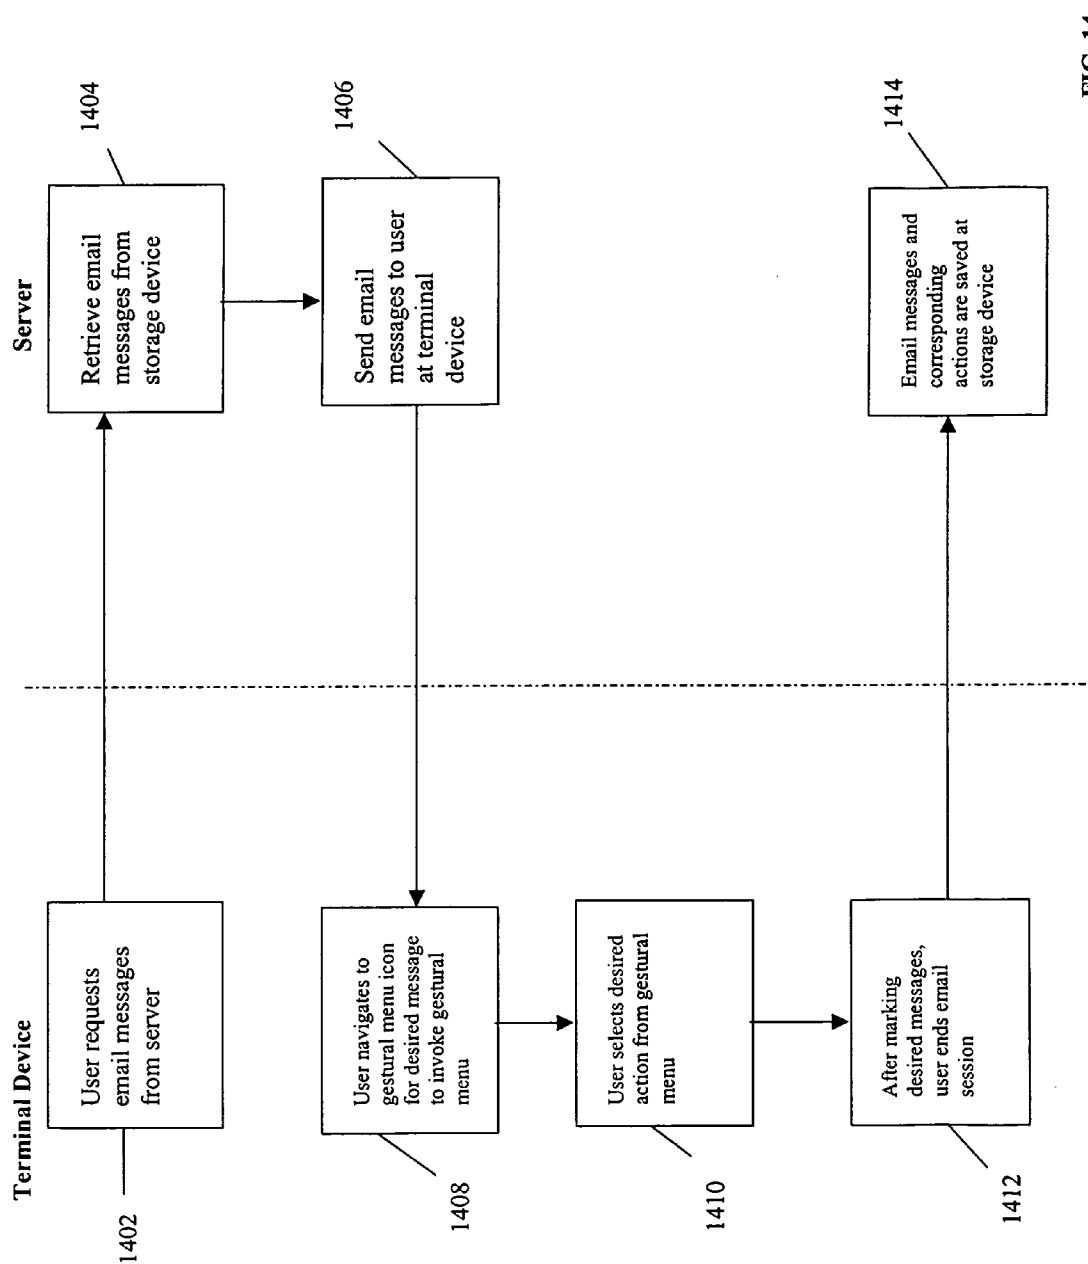 Terminal Device
Server
1402
User requests
email messages
from server
1404
Retrieve email
messages from
storage device
1406
Send email
messages to user
at terminal
device
1408
User navigates to
gestural menu icon
for desired message
to invoke gestural
menu
1410
User selects desired
action from gestural
menu
1412
After marking
desired messages,
user ends email
session
1414
Email messages and
corresponding
actions are saved at
storage device